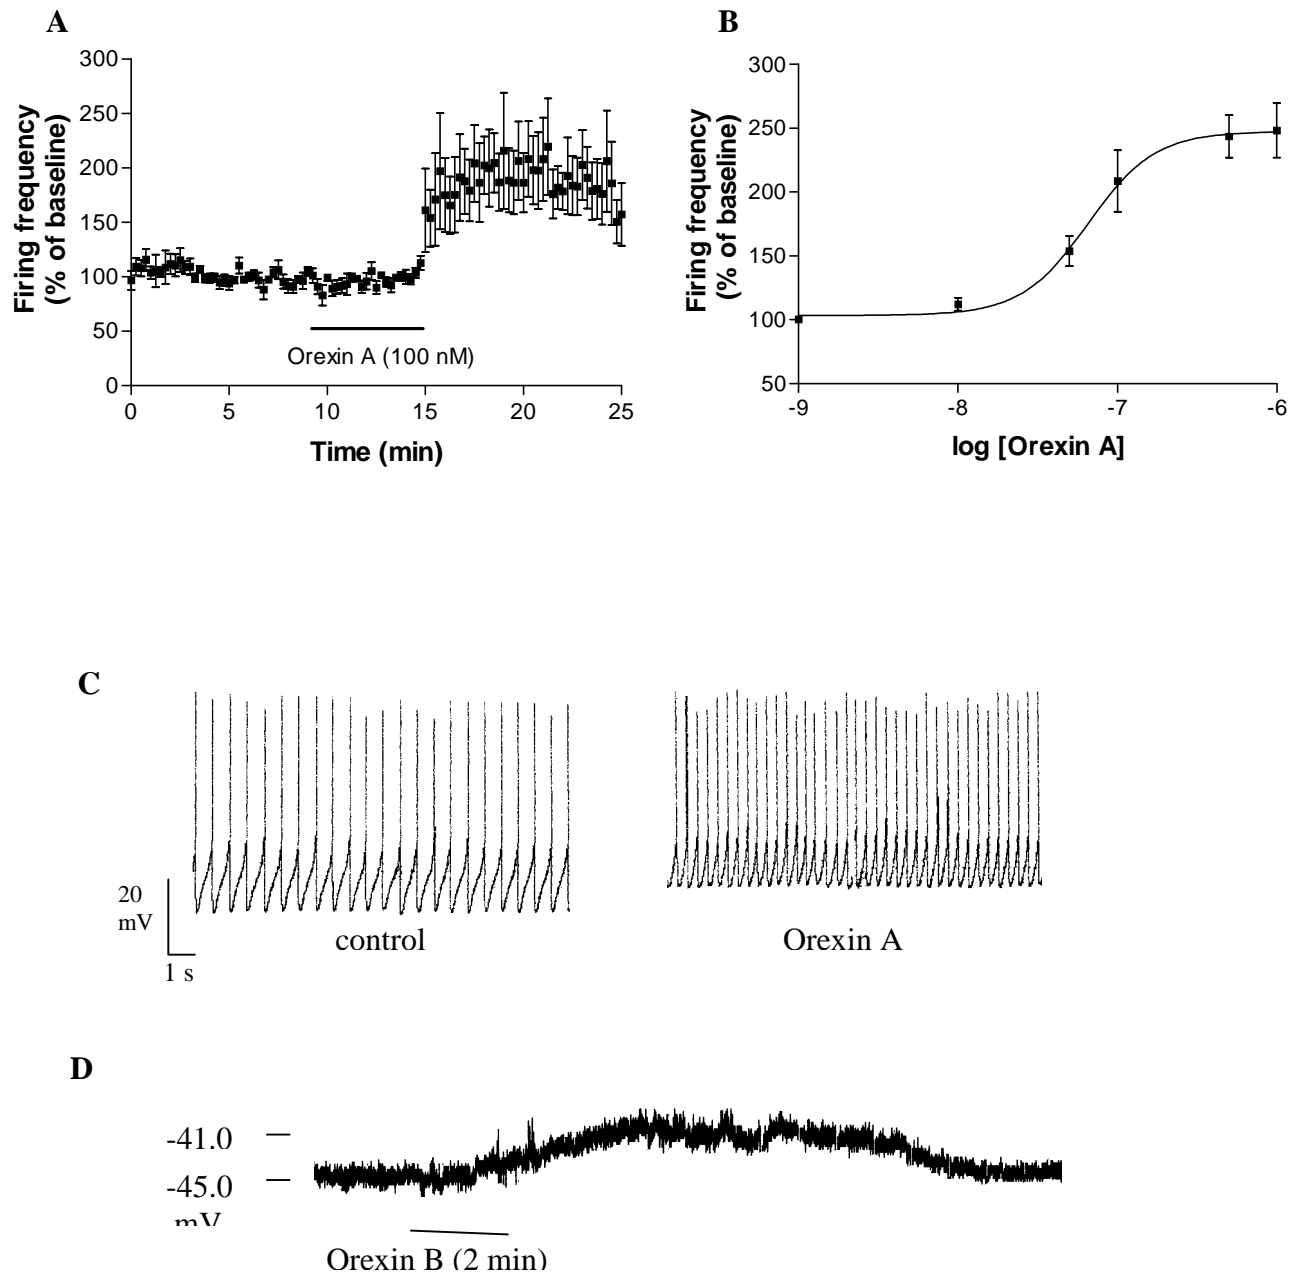 A
B
300
250
200
150
100
50
0
Firing frequency
(% of baseline)
Orexin A (100 nM)
0 5 10 15 20 25
Time (min)
300
250
200
150
100
50
Firing frequency
(% of baseline)
-9 -8 -7 -6
log [Orexin A]
C
20
mV
1 s
control
Orexin A
D
-41.0
-45.0
mV
Orexin B (2 min)